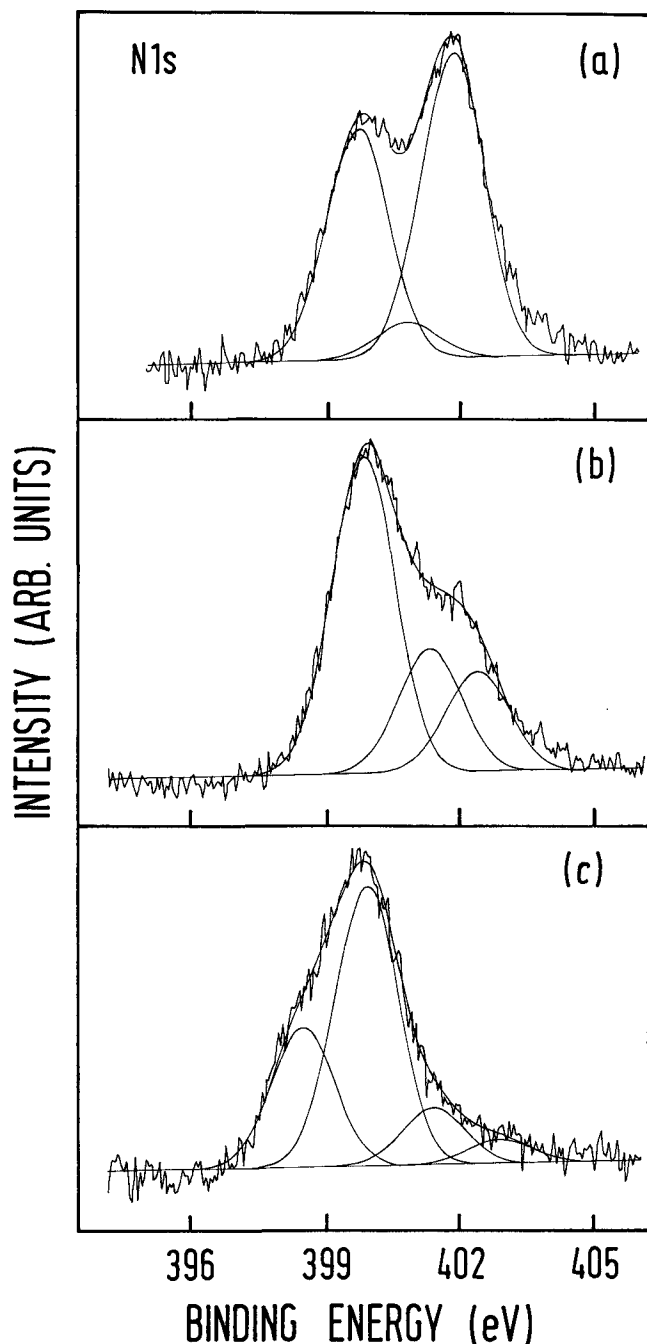 N1s
(a)
(b)
(c)
INTENSITY (ARB. UNITS)
396 399 402 405
BINDING ENERGY (eV)